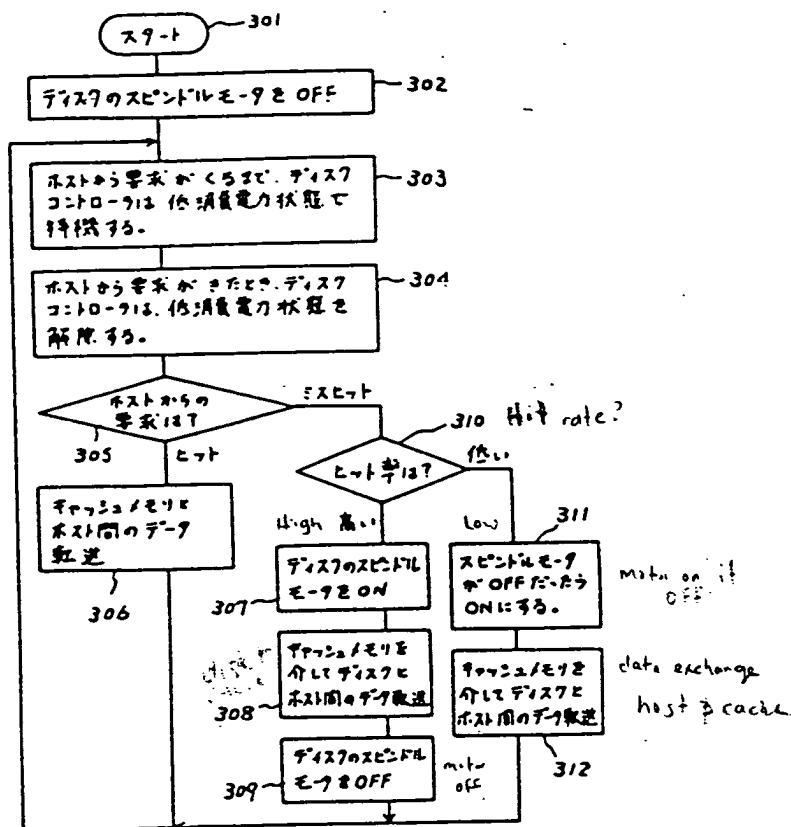 スタート
301
ディスクのスピンドルモータをOFF
302
ホストから要求がくるまで、ディスク
コントローラは低消費電力状態で
待機する。
303
ホストから要求がきたとき、ディスク
コントローラは、低消費電力状態を
解除する。
304
ホストからの
要求は?
305
ミスヒット
ヒット
310
Hit rate?
ヒット率は?
低い
High 高い
Low
キャッシュメモリと
ホスト間のデータ
転送
306
ディスクのスピンドル
モータをON
307
311
スピンドルモータ
がOFFだったら
ONにする。
motor on if
OFF
キャッシュメモリを
介してディスクと
ホスト間のデータ転送
308
キャッシュメモリを
介してディスクと
ホスト間のデータ転送
312
data exchange
host & cache
ディスクのスピンドル
モータをOFF
309
motor
off